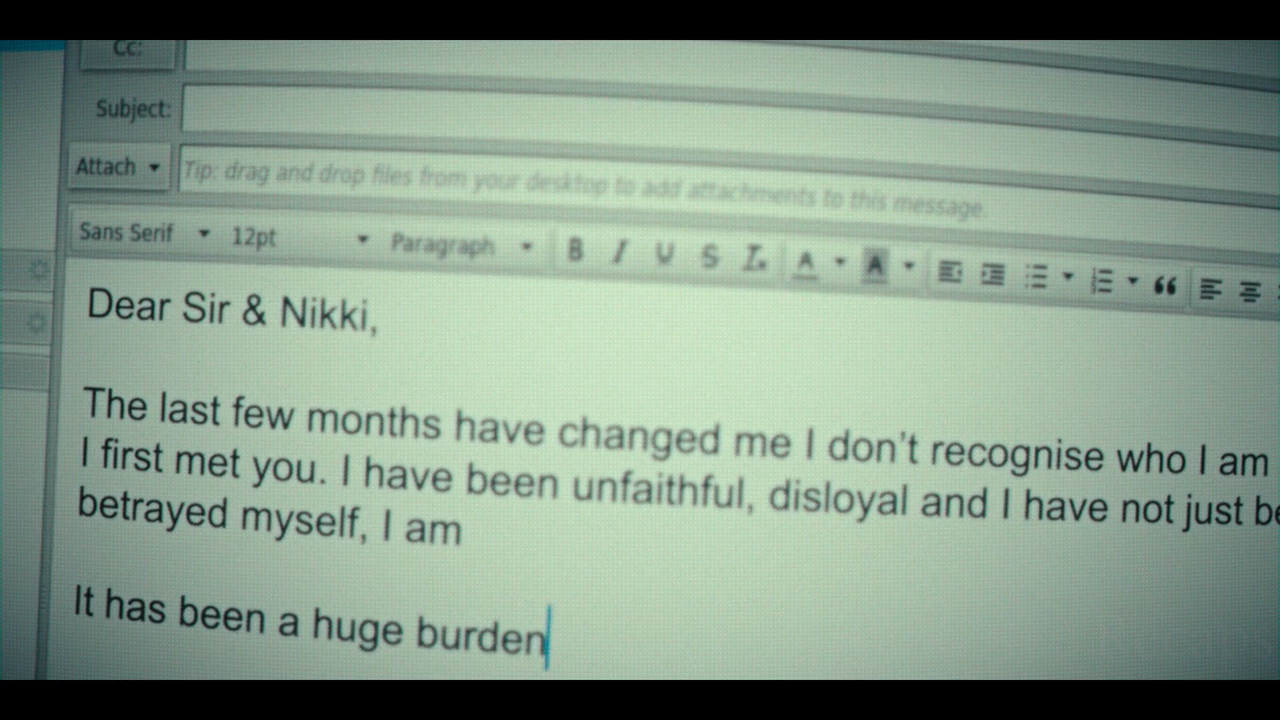 Cc:
Subject:
Attach
Tip: drag and drop files from your desktop to add attachments to this message.
Sans Serif 12pt Paragraph B I U S Ix A A
Dear Sir & Nikki,
The last few months have changed me I don't recognise who I am
I first met you. I have been unfaithful, disloyal and I have not just be
betrayed myself, I am
It has been a huge burden